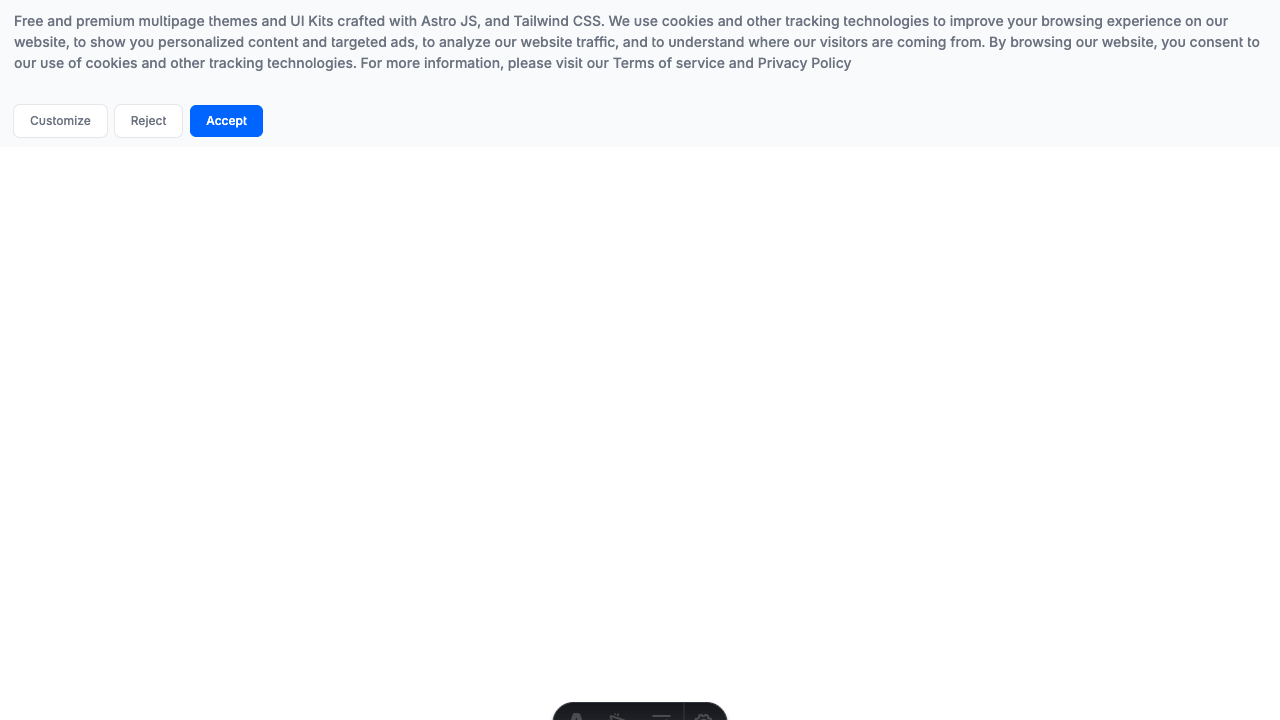 Free and premium multipage themes and UI Kits crafted with Astro JS, and Tailwind CSS. We use cookies and other tracking technologies to improve your browsing experience on our
website, to show you personalized content and targeted ads, to analyze our website traffic, and to understand where our visitors are coming from. By browsing our website, you consent to
our use of cookies and other tracking technologies. For more information, please visit our Terms of service and Privacy Policy
Customize Reject Accept